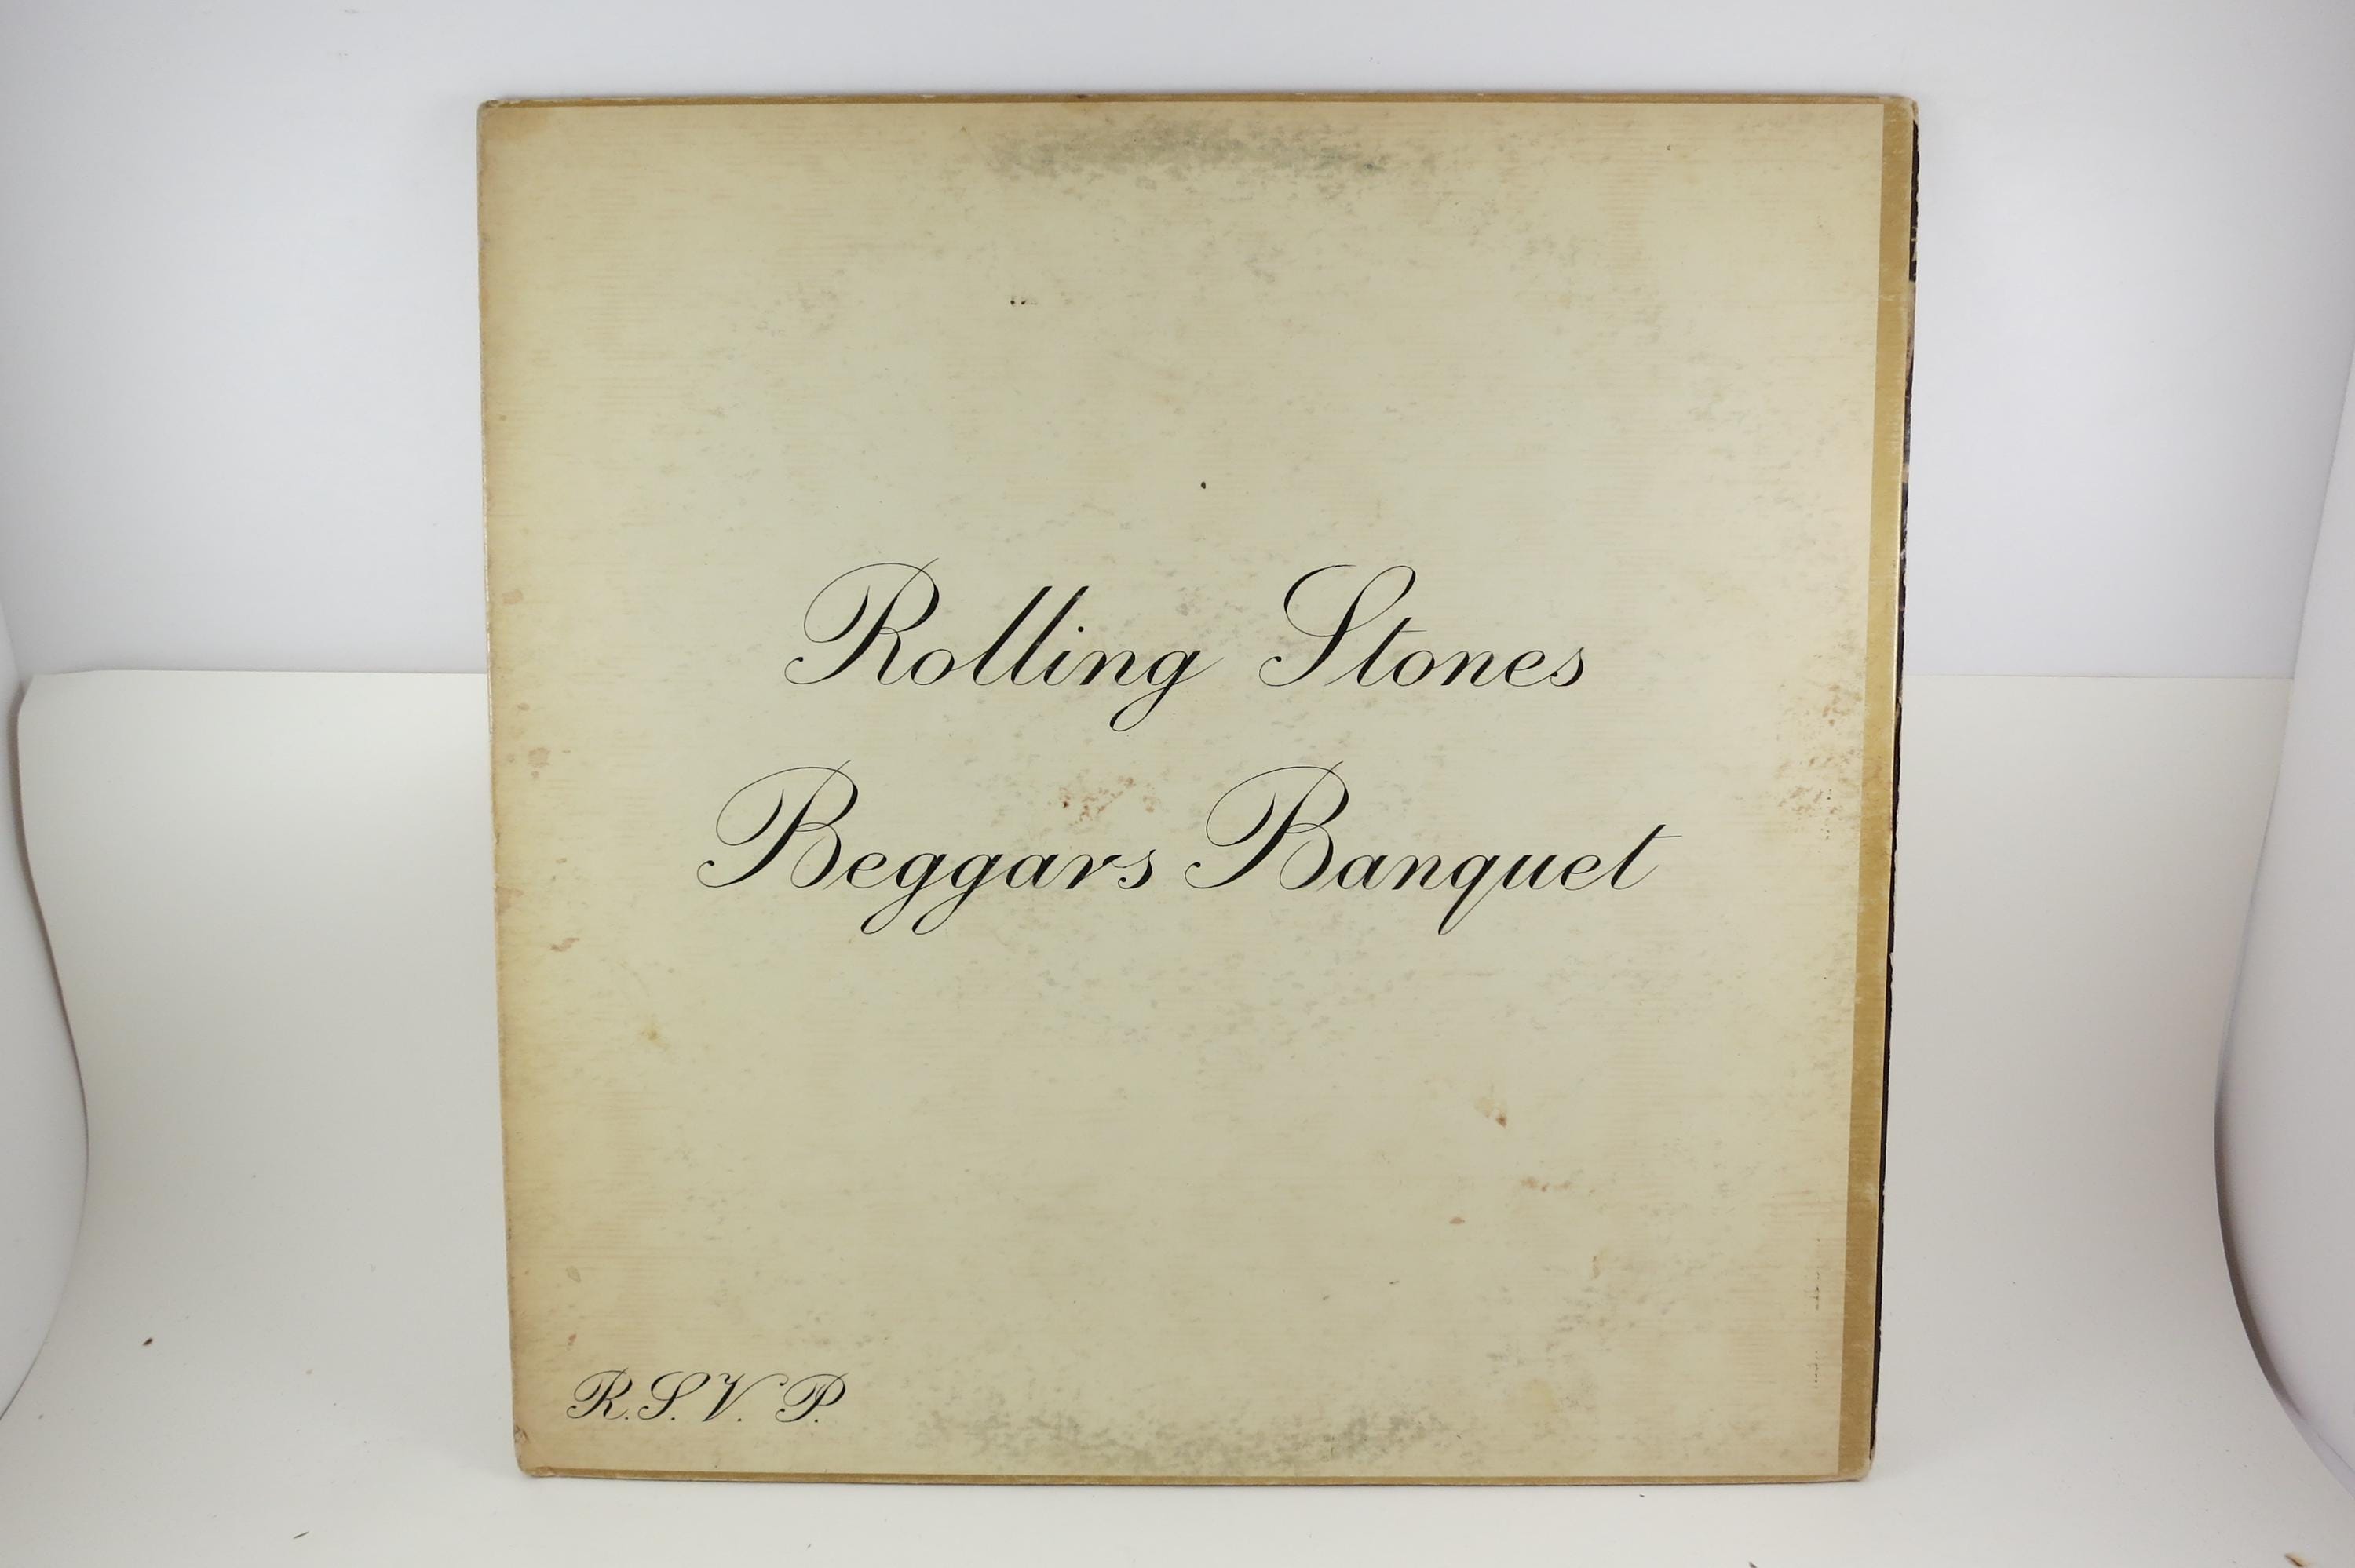 Rolling Stones
Beggars Banquet
R.S.V.P.